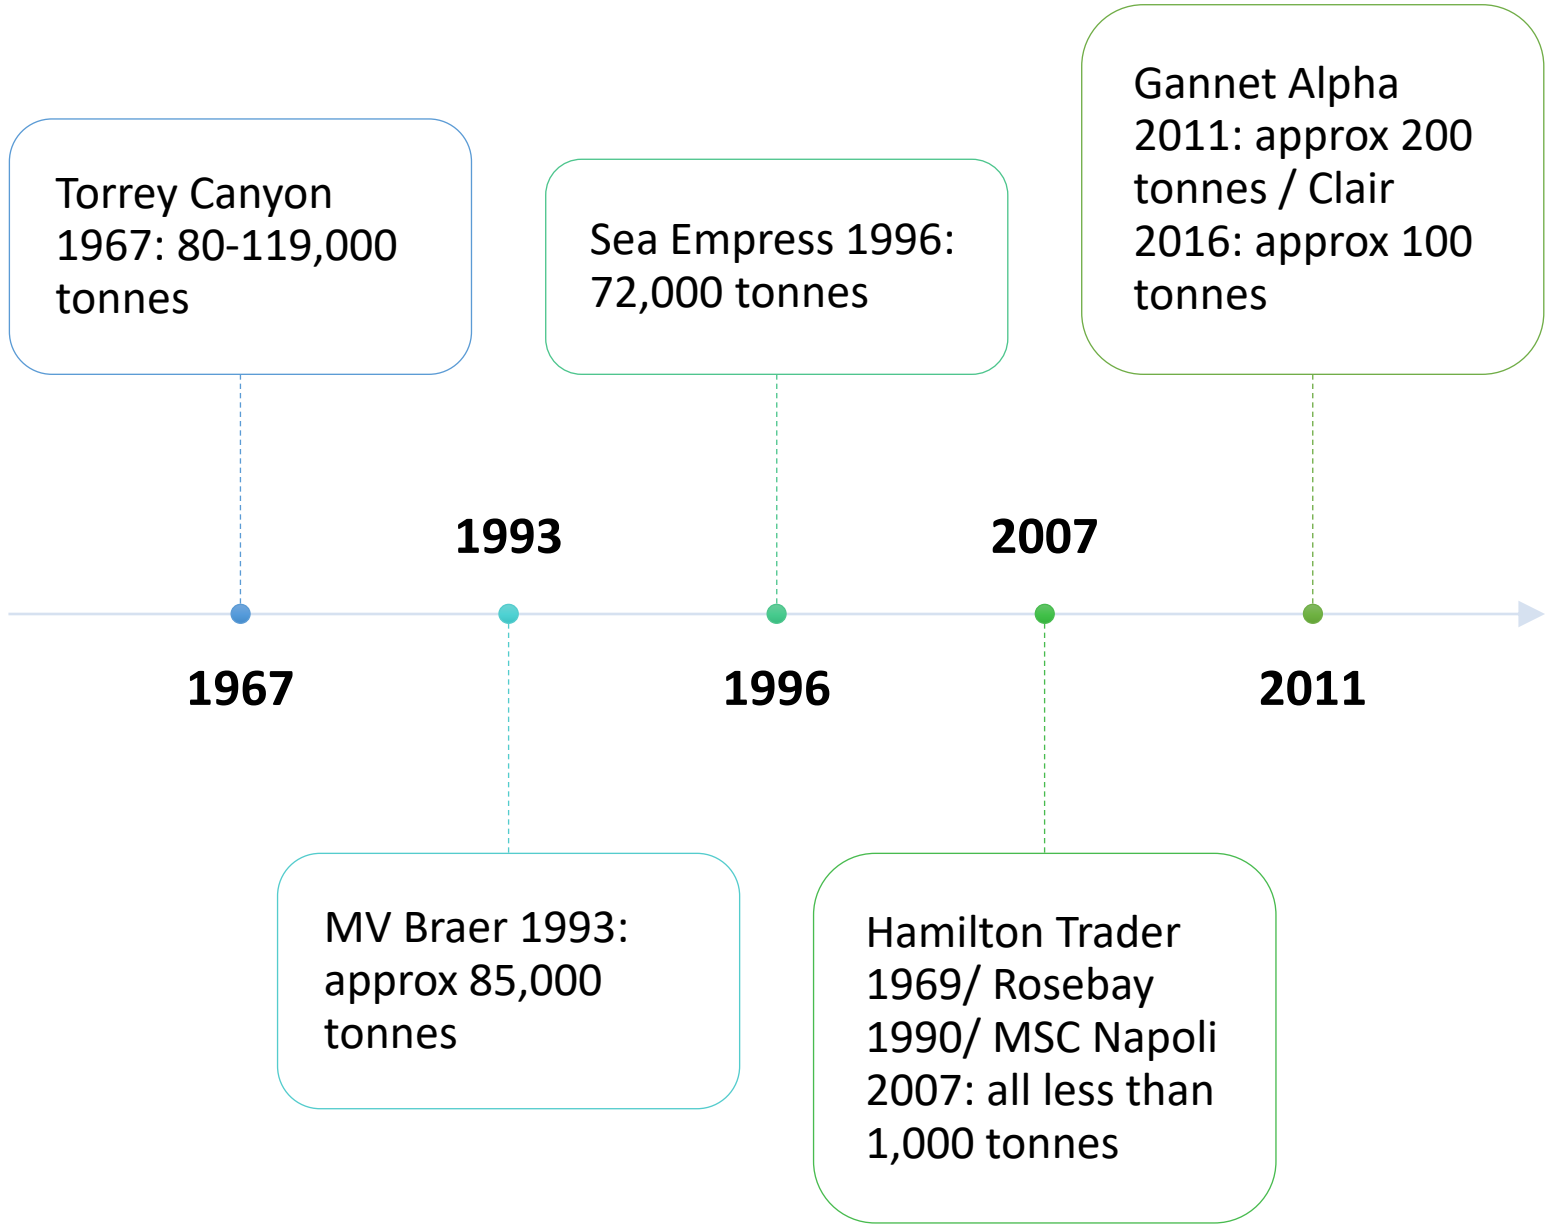 Torrey Canyon
1967: 80-119,000
tonnes
Sea Empress 1996:
72,000 tonnes
Gannet Alpha
2011: approx 200
tonnes / Clair
2016: approx 100
tonnes
1993
2007
1967
1996
2011
MV Braer 1993:
approx 85,000
tonnes
Hamilton Trader
1969/ Rosebay
1990/ MSC Napoli
2007: all less than
1,000 tonnes